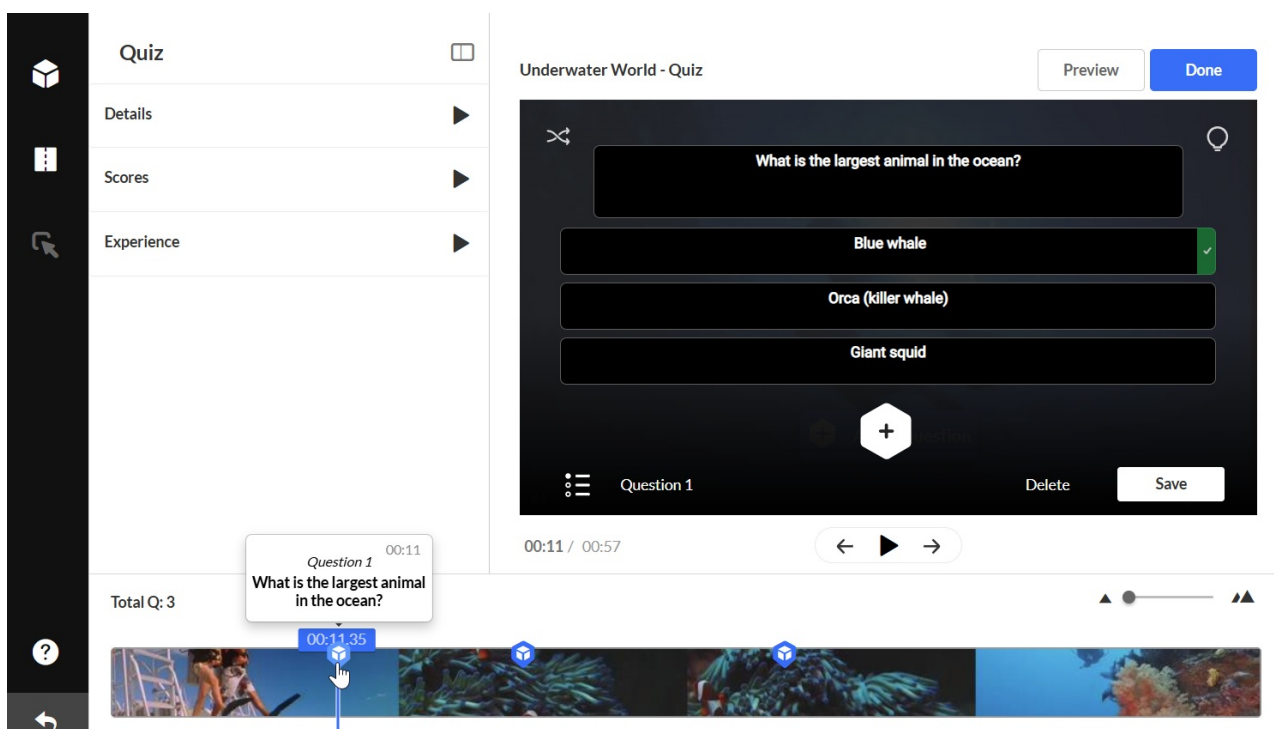 Quiz
Details
Scores
Experience
Underwater World - Quiz
Preview
Done
What is the largest animal in the ocean?
Blue whale
Orca (killer whale)
Giant squid
+
Question 1
Delete
Save
00:11 / 00:57
00:11
Question 1
What is the largest animal
in the ocean?
Total Q: 3
00:11.35
?